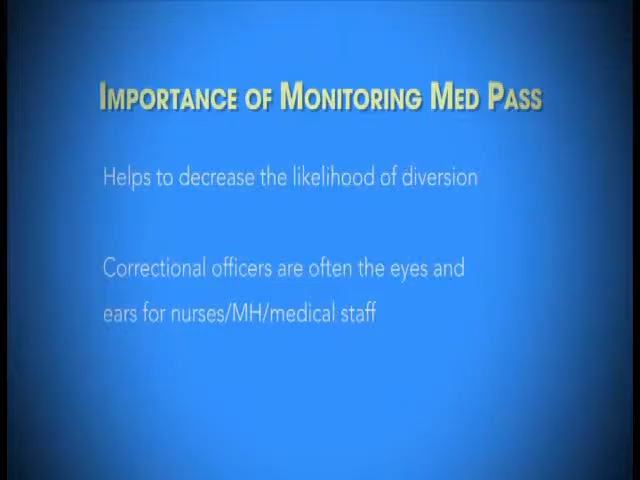 IMPORTANCE OF MONITORING MED PASS
Helps to decrease the likelihood of diversion
Correctional officers are often the eyes and
ears for nurses/MH/medical staff